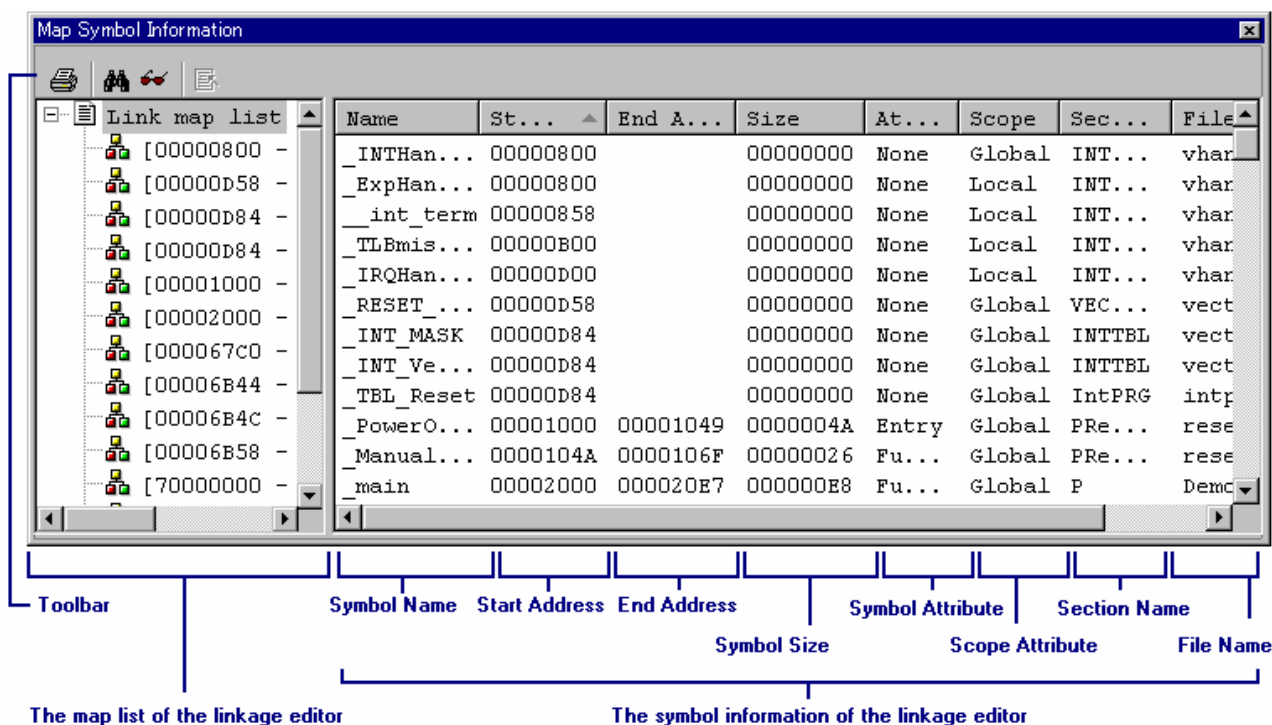 Map Symbol Information
Link map list
[00000800 -
[00000D58 -
[00000D84 -
[00000D84 -
[00001000 -
[00002000 -
[000067C0 -
[00006B44 -
[00006B4C -
[00006B58 -
[70000000 -
Name St... End A... Size At... Scope Sec... File
_INTHan... 00000800 00000000 None Global INT... vhan
_ExpHan... 00000800 00000000 None Local INT... vhan
__int_term 00000858 00000000 None Local INT... vhan
_TLBmis... 00000B00 00000000 None Local INT... vhan
_IRQHan... 00000D00 00000000 None Local INT... vhan
_RESET_... 00000D58 00000000 None Global VEC... vect
_INT_MASK 00000D84 00000000 None Global INTTBL vect
_INT_Ve... 00000D84 00000000 None Global INTTBL vect
_TBL_Reset 00000D84 00000000 None Global IntPRG intp
_PowerO... 00001000 00001049 0000004A Entry Global PRe... rese
_Manual... 0000104A 0000106F 00000026 Fu... Global PRe... rese
_main 00002000 000020E7 000000E8 Fu... Global P Demo
Toolbar
Symbol Name Start Address End Address Symbol Attribute Section Name
Symbol Size Scope Attribute File Name
The map list of the linkage editor The symbol information of the linkage editor